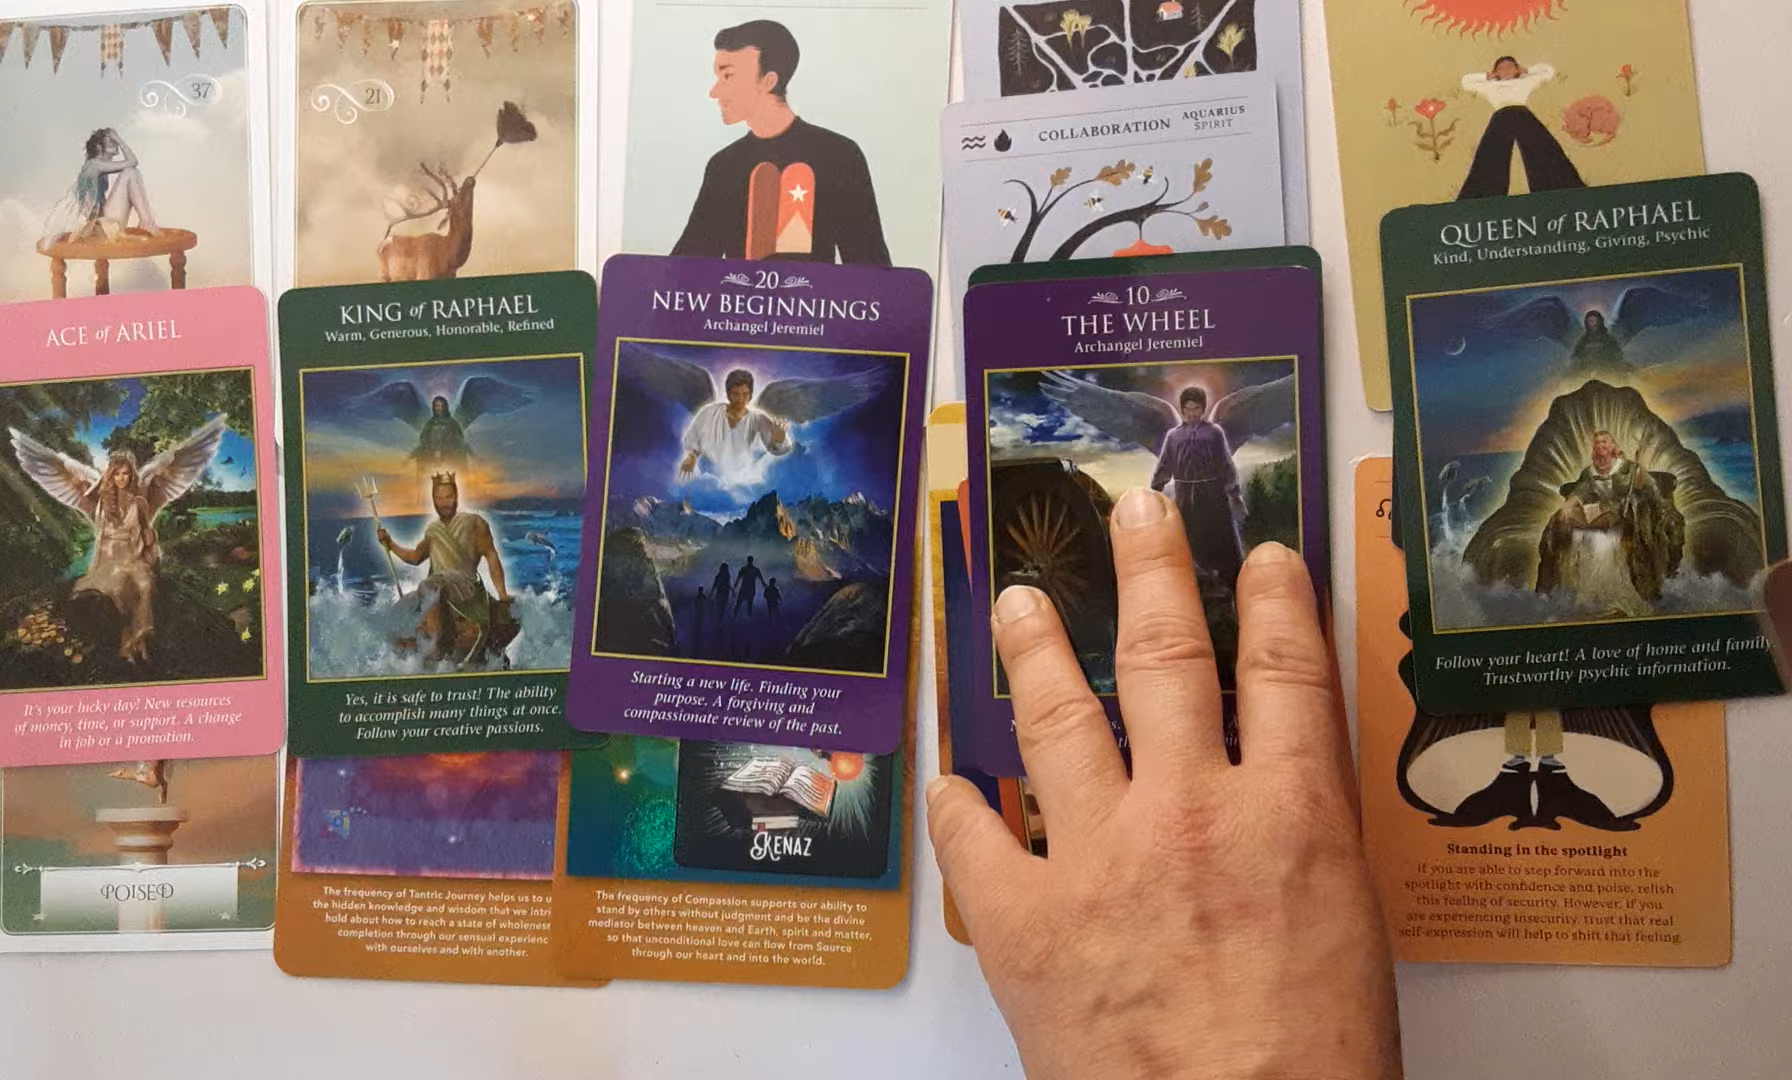 37
21
COLLABORATION
AQUARIUS
SPIRIT
ACE of ARIEL
It's your lucky day! New resources
of money, time, or support. A change
in job or a promotion.
POISED
KING of RAPHAEL
Warm, Generous, Honorable, Refined
Yes, it is safe to trust! The ability
to accomplish many things at once.
Follow your creative passions.
The frequency of Tantric Journey helps us to u
the hidden knowledge and wisdom that we intri
hold about how to reach a state of wholeness
completion through our sensual experienc
with ourselves and with another.
20
NEW BEGINNINGS
Archangel Jeremiel
Starting a new life. Finding your
purpose. A forgiving and
compassionate review of the past.
KENAZ
The frequency of Compassion supports our ability to
stand by others without judgment and be the divine
mediator between heaven and Earth, spirit and matter,
so that unconditional love can flow from Source
through our heart and into the world.
10
THE WHEEL
Archangel Jeremiel
QUEEN of RAPHAEL
Kind, Understanding, Giving, Psychic
Follow your heart! A love of home and family
Trustworthy psychic information.
Standing in the spotlight
If you are able to step forward into the
spotlight with confidence and poise, relish
this feeling of security. However, if you
are experiencing insecurity, trust that real
self-expression will help to shift that feeling